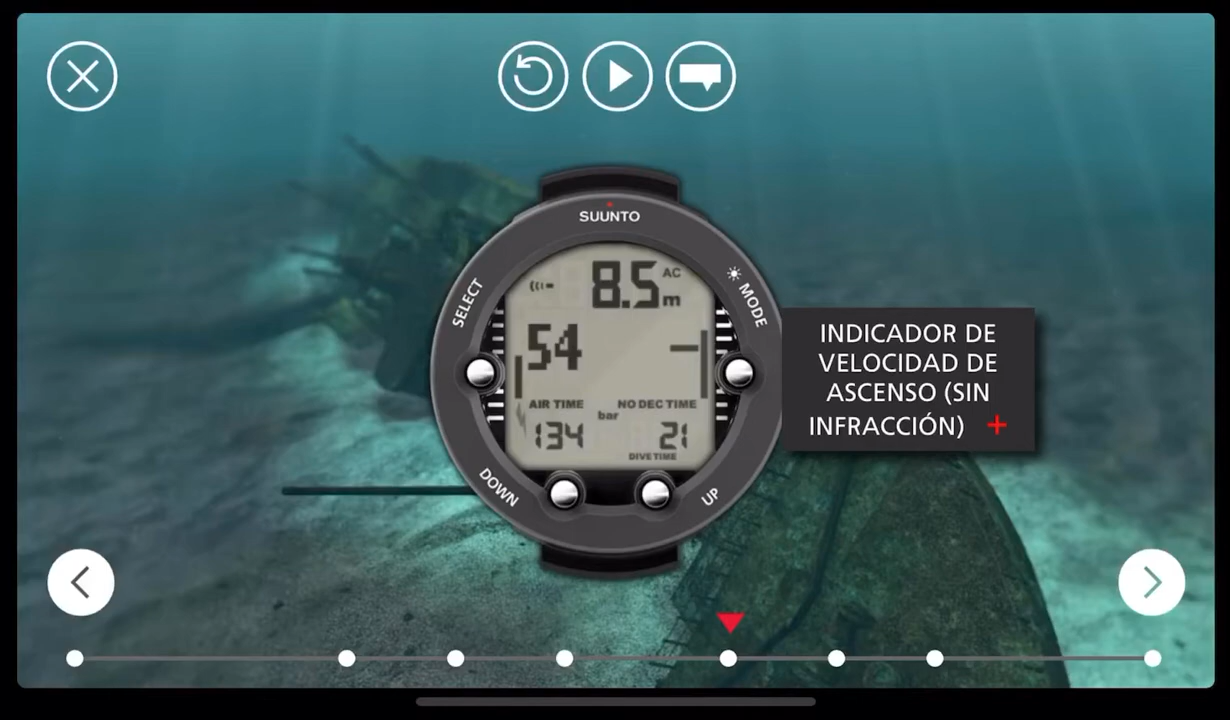 SUUNTO
SELECT
MODE
8.5 AC
m
54
AIR TIME NO DEC TIME
bar
134 21
DIVE TIME
DOWN
UP
INDICADOR DE
VELOCIDAD DE
ASCENSO (SIN
INFRACCIÓN) +